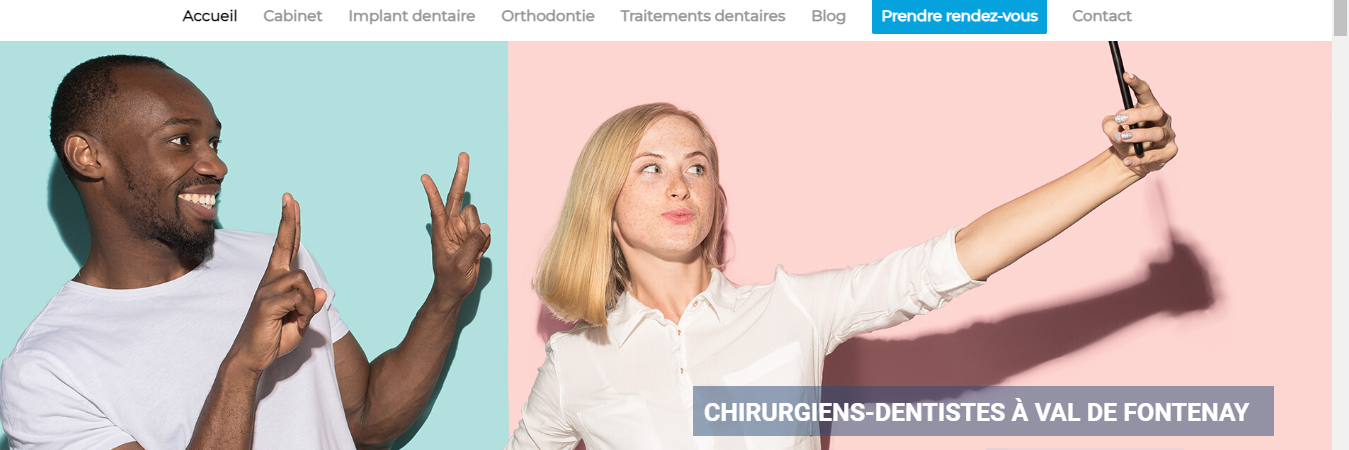 Accueil Cabinet Implant dentaire Orthodontie Traitements dentaires Blog Prendre rendez-vous Contact
CHIRURGIENS-DENTISTES À VAL DE FONTENAY